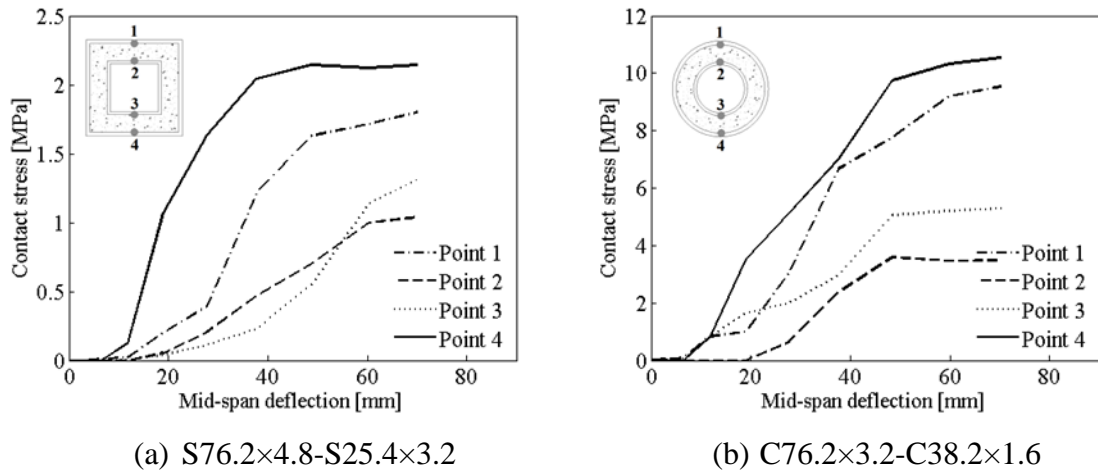 2.5
2
1.5
1
0.5
0
0 20 40 60 80
Contact stress [MPa]
Mid-span deflection [mm]
1
2
3
4
Point 1
Point 2
Point 3
Point 4
(a) S76.2×4.8-S25.4×3.2
12
10
8
6
4
2
0
0 20 40 60 80
Contact stress [MPa]
Mid-span deflection [mm]
1
2
3
4
Point 1
Point 2
Point 3
Point 4
(b) C76.2×3.2-C38.2×1.6